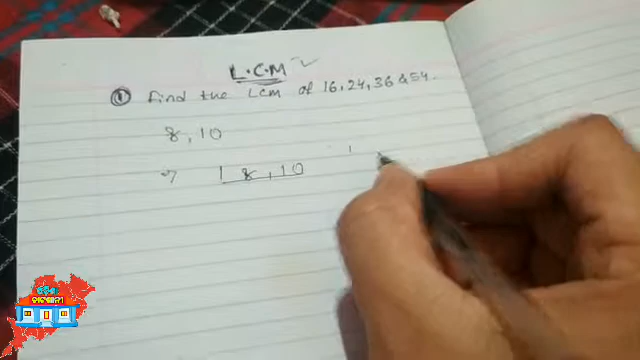 L.C.M
① Find the LCM of 16, 24, 36 & 54.
8, 10
⇒ | 8, 10